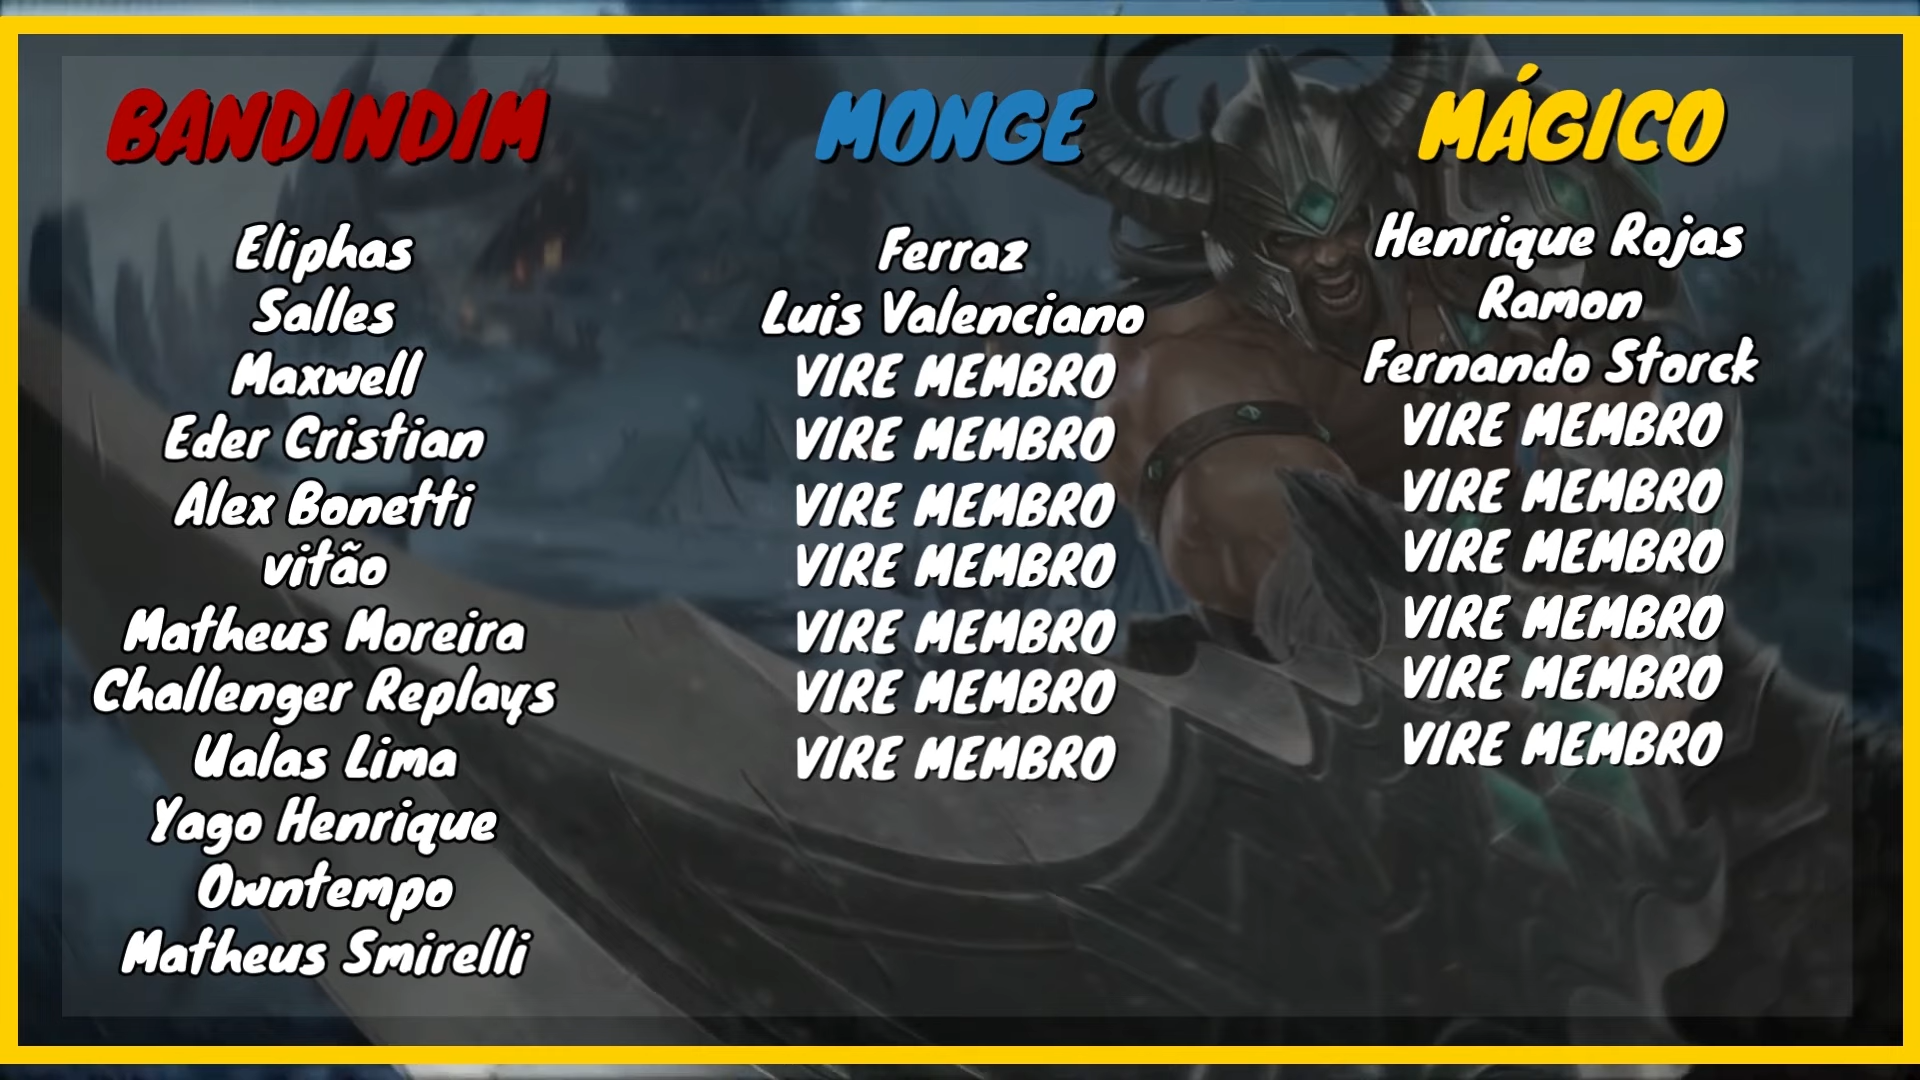 BANDINDIM
Eliphas
Salles
Maxwell
Eder Cristian
Alex Bonetti
vitão
Matheus Moreira
Challenger Replays
Ualas Lima
Yago Henrique
Owntempo
Matheus Smirelli
MONGE
Ferraz
Luis Valenciano
VIRE MEMBRO
VIRE MEMBRO
VIRE MEMBRO
VIRE MEMBRO
VIRE MEMBRO
VIRE MEMBRO
VIRE MEMBRO
MÁGICO
Henrique Rojas
Ramon
Fernando Storck
VIRE MEMBRO
VIRE MEMBRO
VIRE MEMBRO
VIRE MEMBRO
VIRE MEMBRO
VIRE MEMBRO